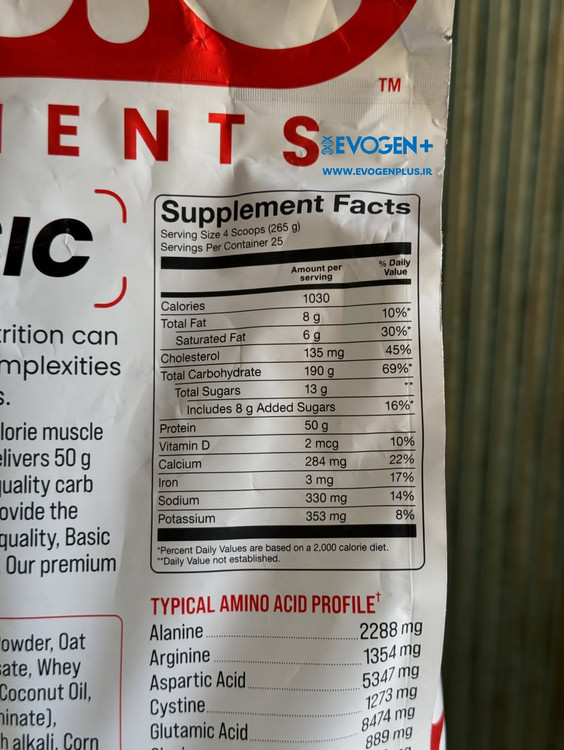 TM
ENTS
EVOGEN+
WWW.EVOGENPLUS.IR
IC
Supplement Facts
Serving Size 4 Scoops (265 g)
Servings Per Container 25
Amount per serving % Daily Value
Calories 1030
Total Fat 8 g 10%*
Saturated Fat 6 g 30%*
Cholesterol 135 mg 45%
Total Carbohydrate 190 g 69%*
Total Sugars 13 g **
Includes 8 g Added Sugars 16%*
Protein 50 g
Vitamin D 2 mcg 10%
Calcium 284 mg 22%
Iron 3 mg 17%
Sodium 330 mg 14%
Potassium 353 mg 8%
*Percent Daily Values are based on a 2,000 calorie diet.
**Daily Value not established.
trition can
mplexities
s.
lorie muscle
elivers 50 g
quality carb
ovide the
quality, Basic
. Our premium
TYPICAL AMINO ACID PROFILE†
Alanine 2288 mg
Arginine 1354 mg
Aspartic Acid 5347 mg
Cystine 1273 mg
Glutamic Acid 8474 mg
889 mg
Powder, Oat
sate, Whey
Coconut Oil,
ninate),
h alkali, Corn